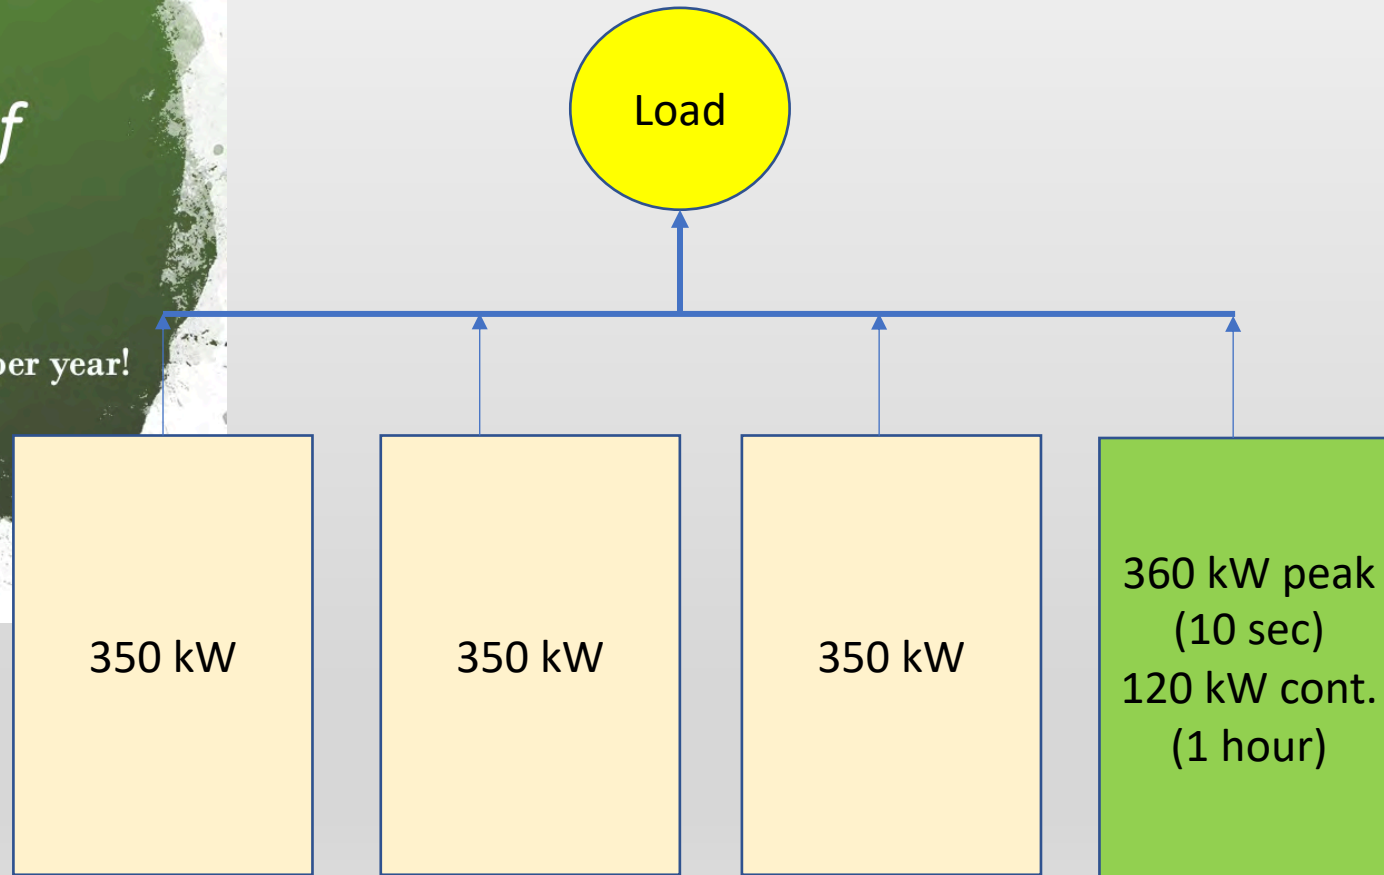 f
per year!
Load
350 kW
350 kW
350 kW
360 kW peak
(10 sec)
120 kW cont.
(1 hour)